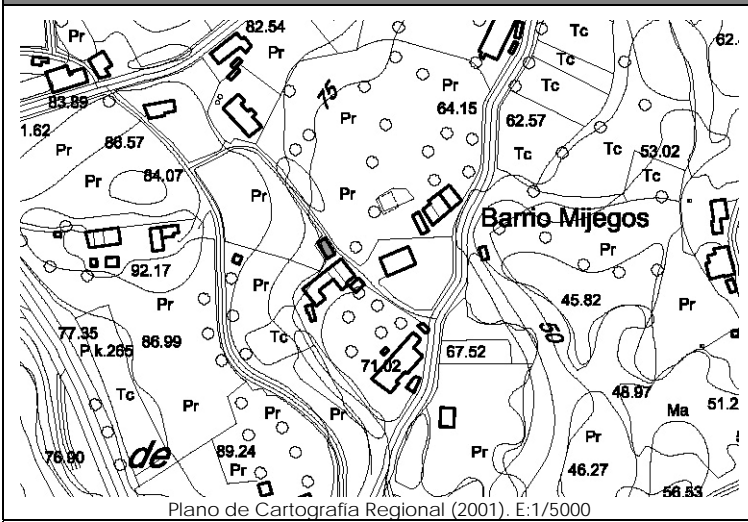 82.54
Pr
Pr
Tc
Tc
62.
83.89
75
Pr
Tc
64.15
62.57
1.62
86.57
Pr
Pr
Tc
Tc
53.02
Pr
84.07
Pr
Pr
Tc
Barrio Mijegos
92.17
Pr
Pr
Pr
45.82
Pr
77.35
P.k.265
86.99
Tc
50
71.02
67.52
Tc
48.97
Ma
51.2
Pr
Pr
Pr
Pr
de
89.24
Pr
Pr
Pr
76.90
46.27
56.53
Plano de Cartografía Regional (2001). E:1/5000